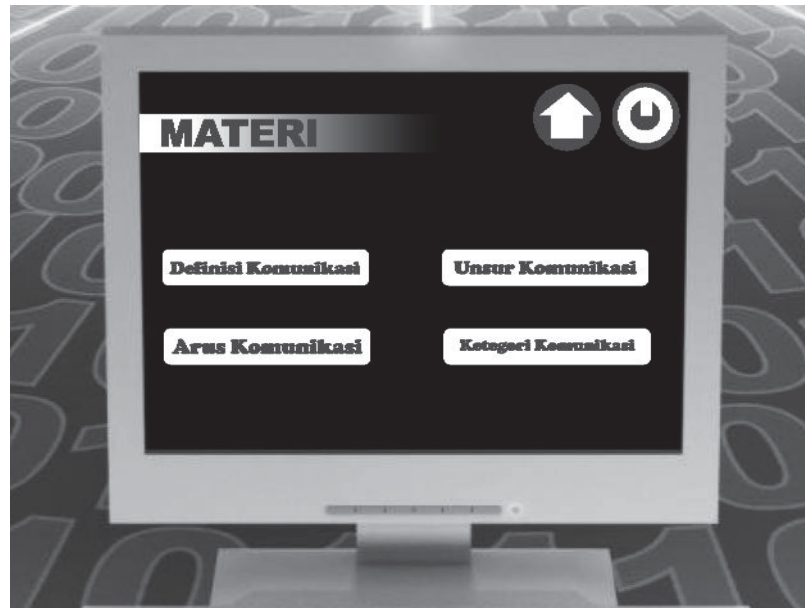 MATERI
Definisi Komunikasi
Unsur Komunikasi
Arus Komunikasi
Kategori Komunikasi